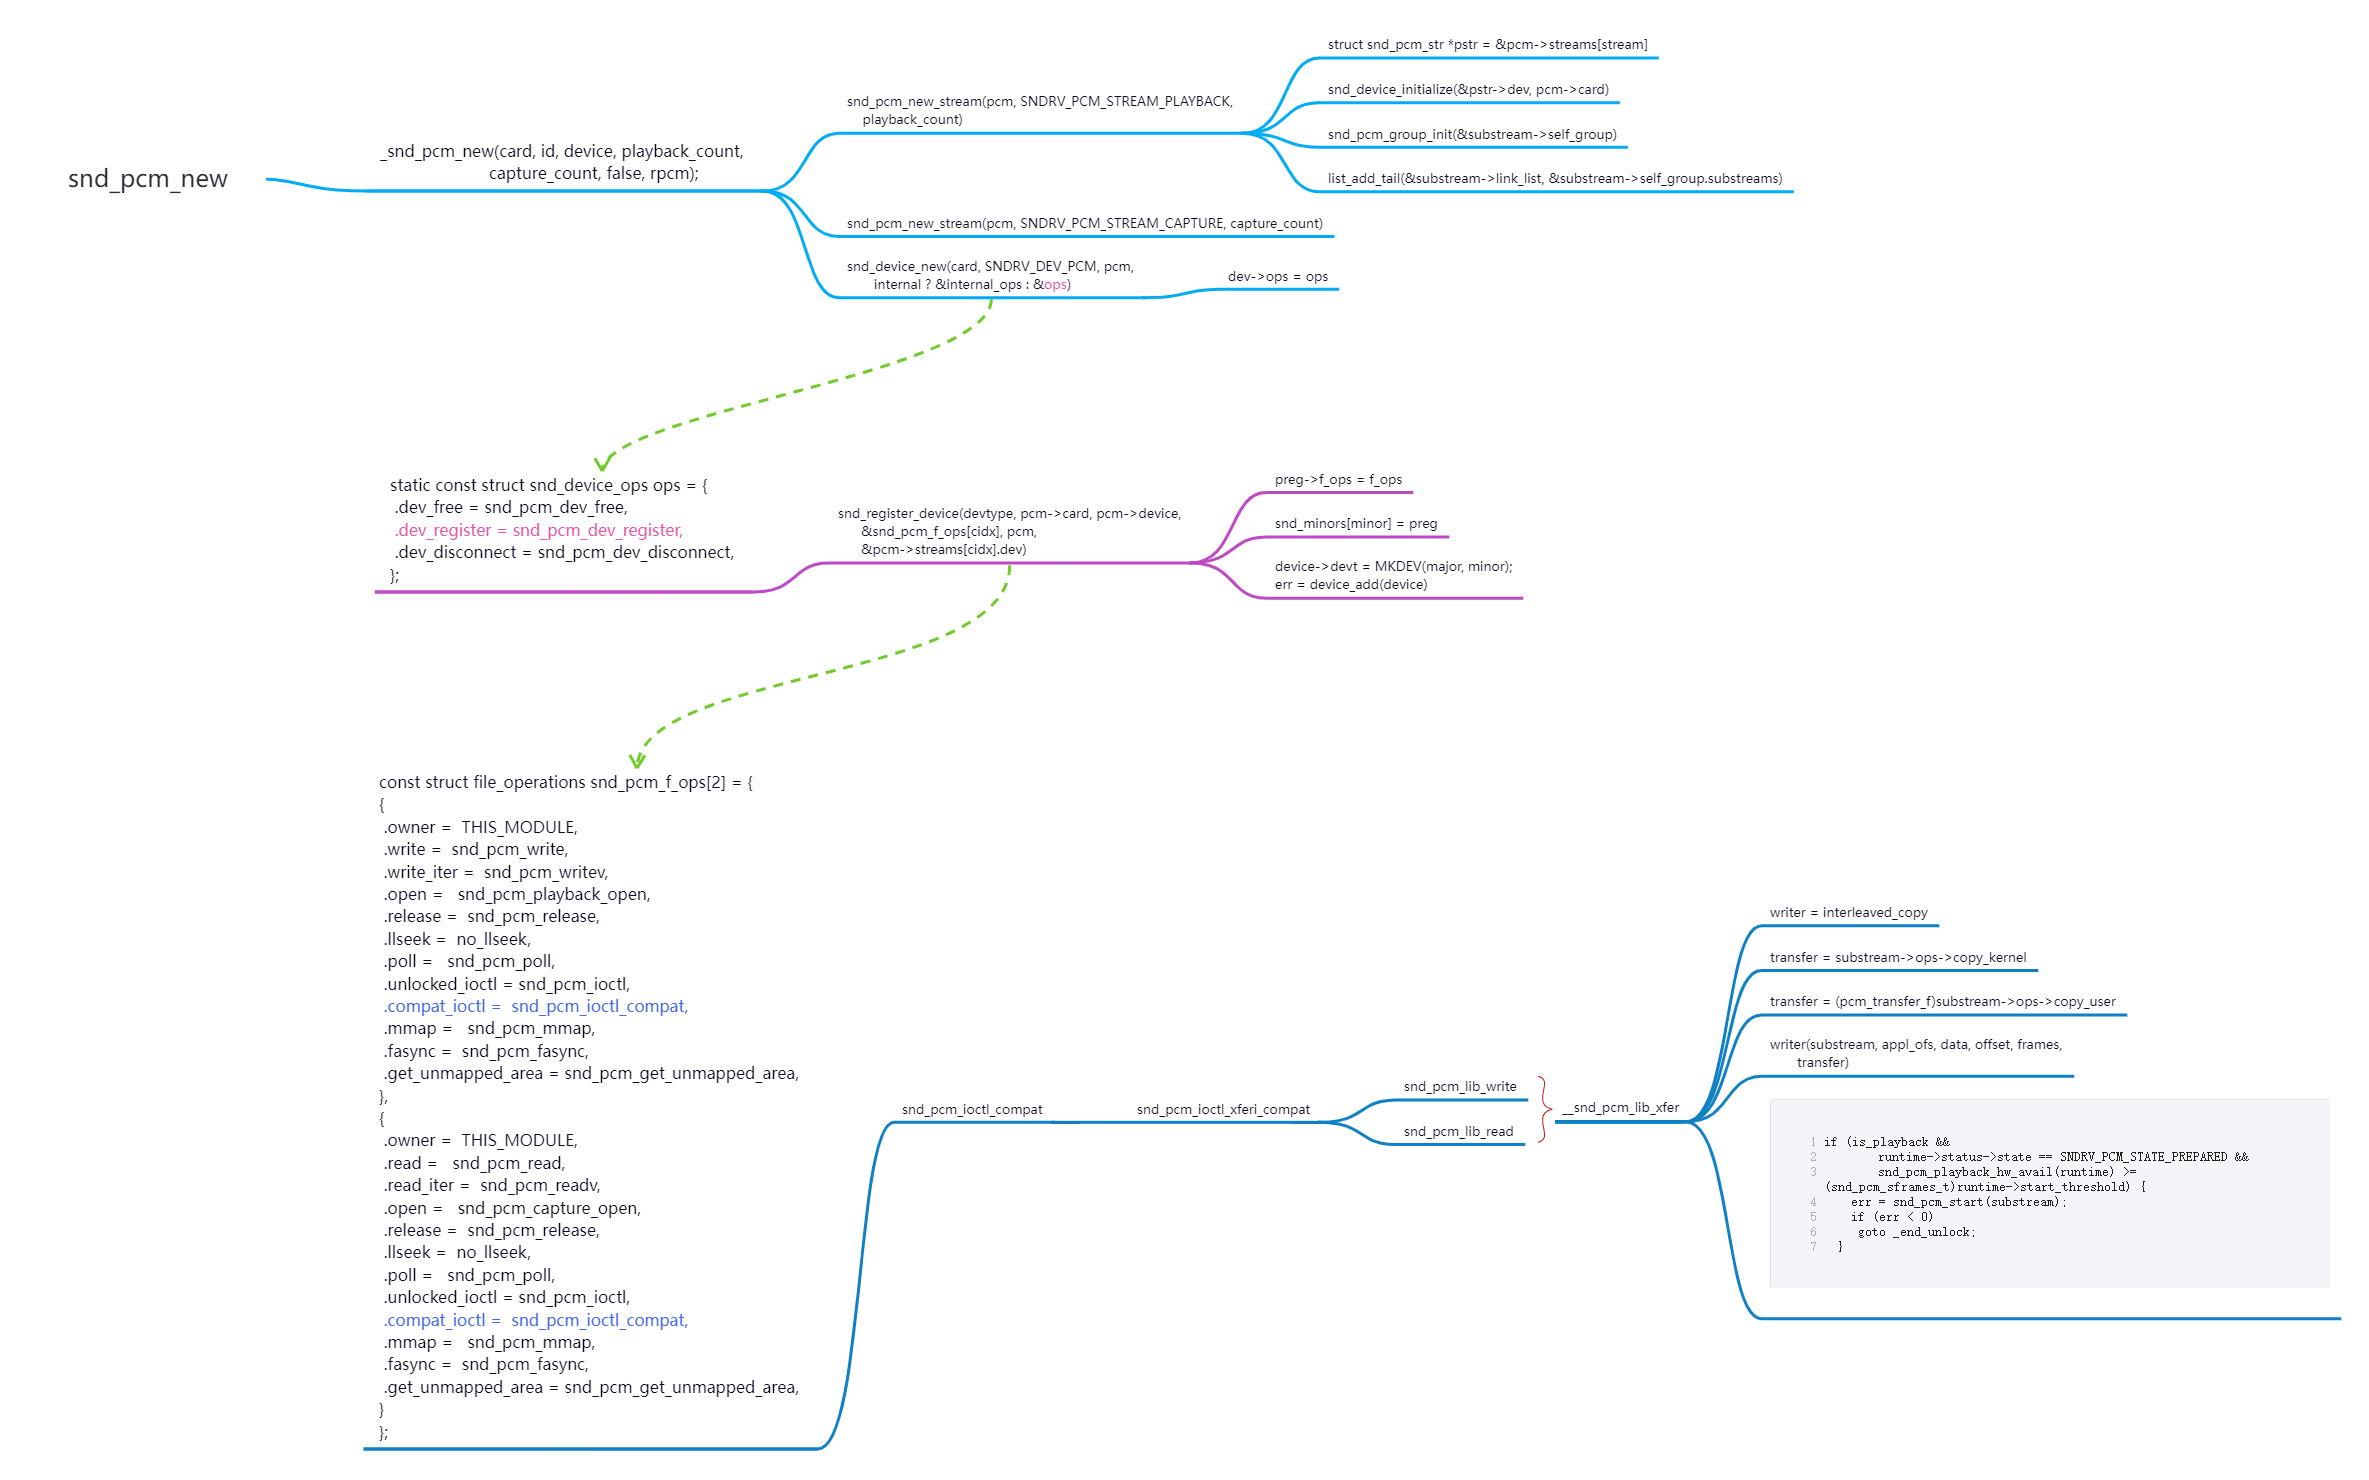 snd_pcm_new
_snd_pcm_new(card, id, device, playback_count,
capture_count, false, rpcm);
snd_pcm_new_stream(pcm, SNDRV_PCM_STREAM_PLAYBACK,
playback_count)
struct snd_pcm_str *pstr = &pcm->streams[stream]
snd_device_initialize(&pstr->dev, pcm->card)
snd_pcm_group_init(&substream->self_group)
list_add_tail(&substream->link_list, &substream->self_group.substreams)
snd_pcm_new_stream(pcm, SNDRV_PCM_STREAM_CAPTURE, capture_count)
snd_device_new(card, SNDRV_DEV_PCM, pcm,
internal ? &internal_ops : &ops)
dev->ops = ops
static const struct snd_device_ops ops = {
.dev_free = snd_pcm_dev_free,
.dev_register = snd_pcm_dev_register,
.dev_disconnect = snd_pcm_dev_disconnect,
};
snd_register_device(devtype, pcm->card, pcm->device,
&snd_pcm_f_ops[cidx], pcm,
&pcm->streams[cidx].dev)
preg->f_ops = f_ops
snd_minors[minor] = preg
device->devt = MKDEV(major, minor);
err = device_add(device)
const struct file_operations snd_pcm_f_ops[2] = {
{
.owner =  THIS_MODULE,
.write =  snd_pcm_write,
.write_iter =  snd_pcm_writev,
.open =   snd_pcm_playback_open,
.release =  snd_pcm_release,
.llseek =  no_llseek,
.poll =   snd_pcm_poll,
.unlocked_ioctl = snd_pcm_ioctl,
.compat_ioctl =  snd_pcm_ioctl_compat,
.mmap =   snd_pcm_mmap,
.fasync =  snd_pcm_fasync,
.get_unmapped_area = snd_pcm_get_unmapped_area,
},
{
.owner =  THIS_MODULE,
.read =   snd_pcm_read,
.read_iter =  snd_pcm_readv,
.open =   snd_pcm_capture_open,
.release =  snd_pcm_release,
.llseek =  no_llseek,
.poll =   snd_pcm_poll,
.unlocked_ioctl = snd_pcm_ioctl,
.compat_ioctl =  snd_pcm_ioctl_compat,
.mmap =   snd_pcm_mmap,
.fasync =  snd_pcm_fasync,
.get_unmapped_area = snd_pcm_get_unmapped_area,
}
};
snd_pcm_ioctl_compat
snd_pcm_ioctl_xferi_compat
snd_pcm_lib_write
snd_pcm_lib_read
__snd_pcm_lib_xfer
writer = interleaved_copy
transfer = substream->ops->copy_kernel
transfer = (pcm_transfer_f)substream->ops->copy_user
writer(substream, appl_ofs, data, offset, frames,
transfer)
1 if (is_playback &&
2 runtime->status->state == SNDRV_PCM_STATE_PREPARED &&
3 snd_pcm_playback_hw_avail(runtime) >=
(snd_pcm_sframes_t)runtime->start_threshold) {
4 err = snd_pcm_start(substream);
5 if (err < 0)
6 goto _end_unlock;
7 }